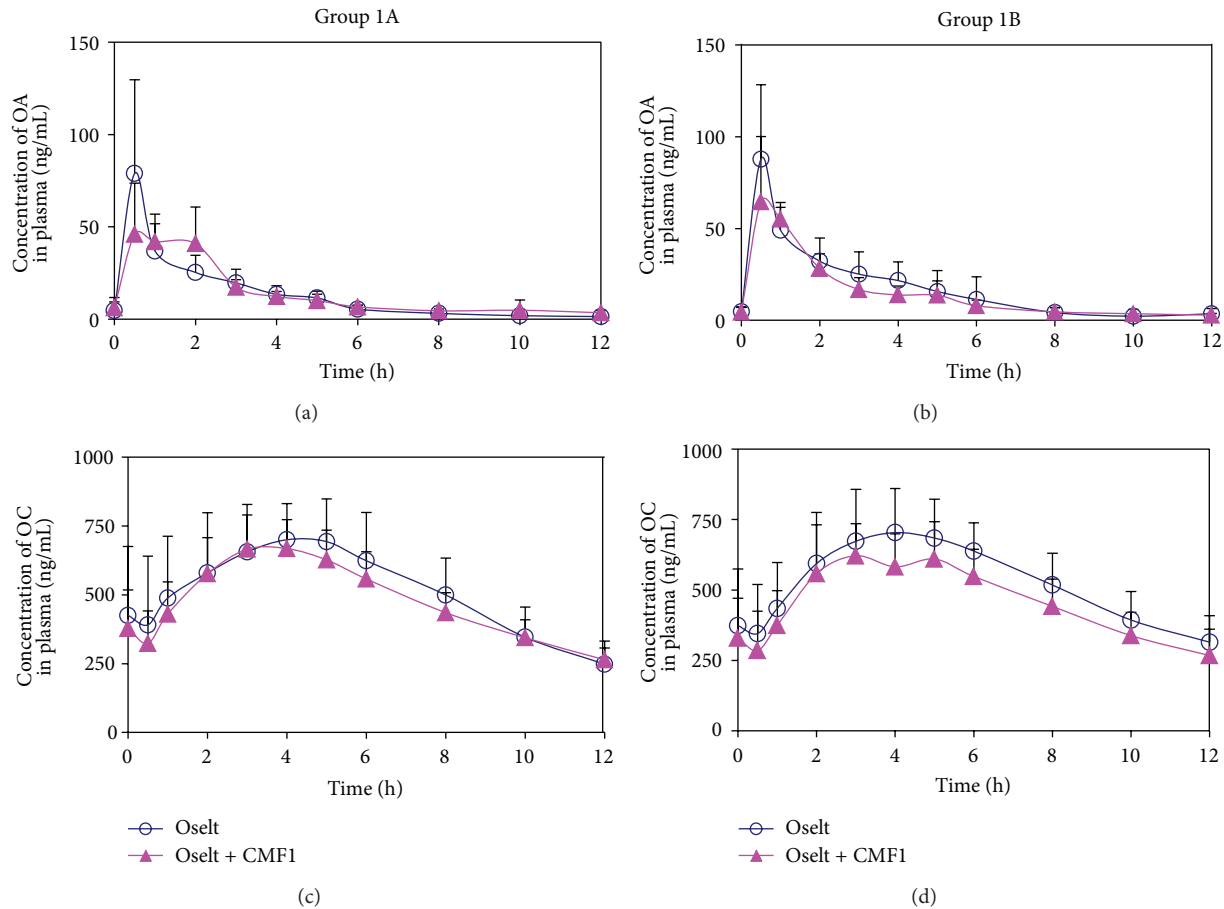 Group 1A
150
100
50
0
Concentration of OA
in plasma (ng/mL)
0 2 4 6 8 10 12
Time (h)
(a)
Group 1B
150
100
50
0
Concentration of OA
in plasma (ng/mL)
0 2 4 6 8 10 12
Time (h)
(b)
1000
750
500
250
0
Concentration of OC
in plasma (ng/mL)
0 2 4 6 8 10 12
Time (h)
Oselt
Oselt + CMF1
(c)
1000
750
500
250
0
Concentration of OC
in plasma (ng/mL)
0 2 4 6 8 10 12
Time (h)
Oselt
Oselt + CMF1
(d)